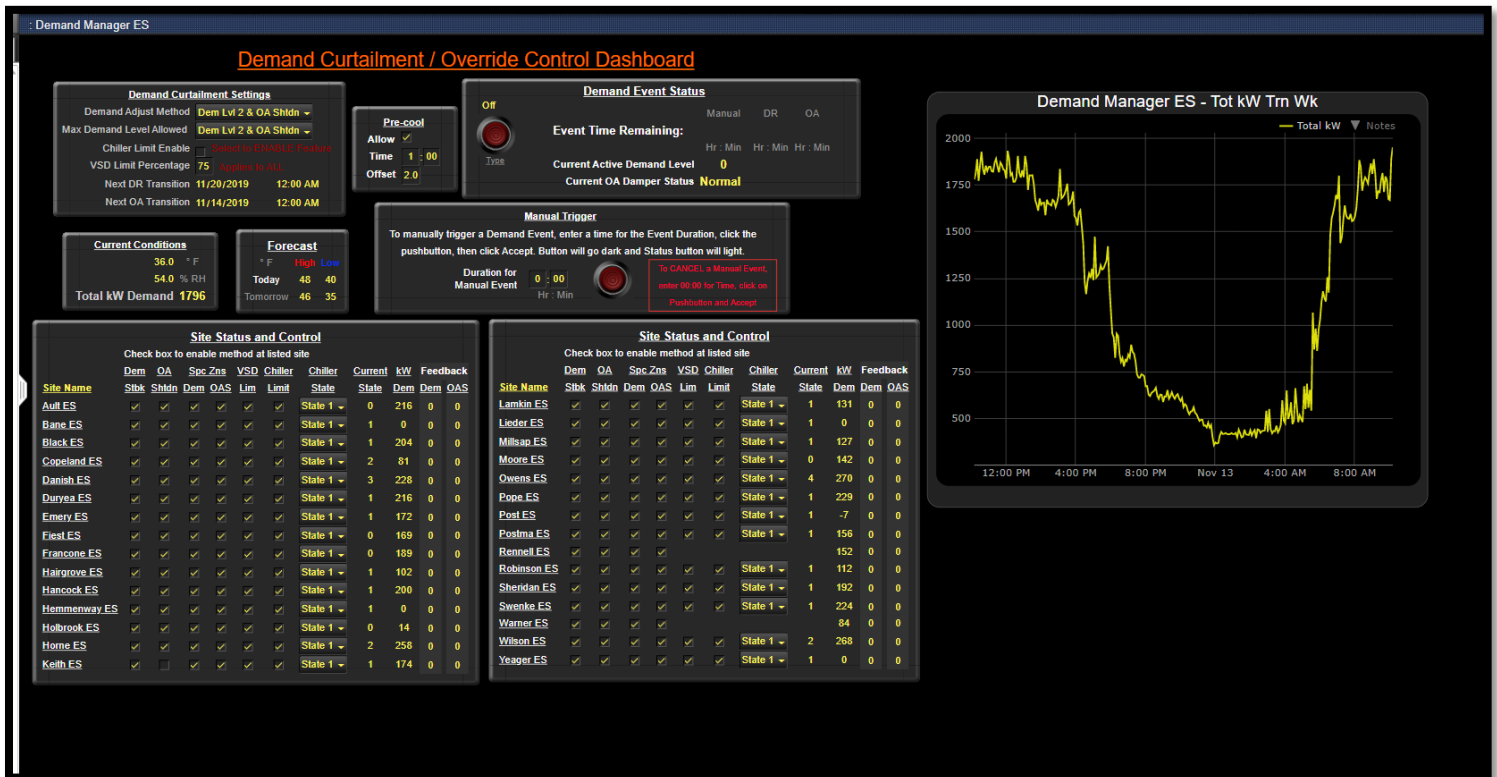 : Demand Manager ES
Demand Curtailment / Override Control Dashboard
Demand Curtailment Settings
Demand Adjust Method Dem Lvl 2 & OA Shtdn
Max Demand Level Allowed Dem Lvl 2 & OA Shtdn
Chiller Limit Enable Select to ENABLE Feature
VSD Limit Percentage 75 Applies to ALL
Next DR Transition 11/20/2019 12:00 AM
Next OA Transition 11/14/2019 12:00 AM
Pre-cool
Allow
Time 1 : 00
Offset 2.0
Demand Event Status
Off
Type
Manual DR OA
Event Time Remaining:
Hr : Min Hr : Min Hr : Min
Current Active Demand Level 0
Current OA Damper Status Normal
Current Conditions
36.0 ° F
54.0 % RH
Total kW Demand 1796
Forecast
° F High Low
Today 48 40
Tomorrow 46 35
Manual Trigger
To manually trigger a Demand Event, enter a time for the Event Duration, click the
pushbutton, then click Accept. Button will go dark and Status button will light.
Duration for
Manual Event 0 : 00
Hr : Min
To CANCEL a Manual Event,
enter 00:00 for Time, click on
Pushbutton and Accept
Site Status and Control
Check box to enable method at listed site
Dem OA Spc Zns VSD Chiller Chiller Current kW Feedback
Site Name Stbk Shtdn Dem OAS Lim Limit State State Dem Dem OAS
Ault ES State 1 0 216 0 0
Bane ES State 1 1 0 0 0
Black ES State 1 1 204 0 0
Copeland ES State 1 2 81 0 0
Danish ES State 1 3 228 0 0
Duryea ES State 1 1 216 0 0
Emery ES State 1 1 172 0 0
Fiest ES State 1 0 169 0 0
Francone ES State 1 0 189 0 0
Hairgrove ES State 1 1 102 0 0
Hancock ES State 1 1 200 0 0
Hemmenway ES State 1 1 0 0 0
Holbrook ES State 1 0 14 0 0
Horne ES State 1 2 258 0 0
Keith ES State 1 1 174 0 0
Site Status and Control
Check box to enable method at listed site
Dem OA Spc Zns VSD Chiller Chiller Current kW Feedback
Site Name Stbk Shtdn Dem OAS Lim Limit State State Dem Dem OAS
Lamkin ES State 1 1 131 0 0
Lieder ES State 1 1 0 0 0
Millsap ES State 1 1 127 0 0
Moore ES State 1 0 142 0 0
Owens ES State 1 4 270 0 0
Pope ES State 1 1 229 0 0
Post ES State 1 1 -7 0 0
Postma ES State 1 1 156 0 0
Rennell ES 152 0 0
Robinson ES State 1 1 112 0 0
Sheridan ES State 1 1 192 0 0
Swenke ES State 1 1 224 0 0
Warner ES 84 0 0
Wilson ES State 1 2 268 0 0
Yeager ES State 1 1 0 0 0
Demand Manager ES - Tot kW Trn Wk
Total kW Notes
2000
1750
1500
1250
1000
750
500
12:00 PM 4:00 PM 8:00 PM Nov 13 4:00 AM 8:00 AM